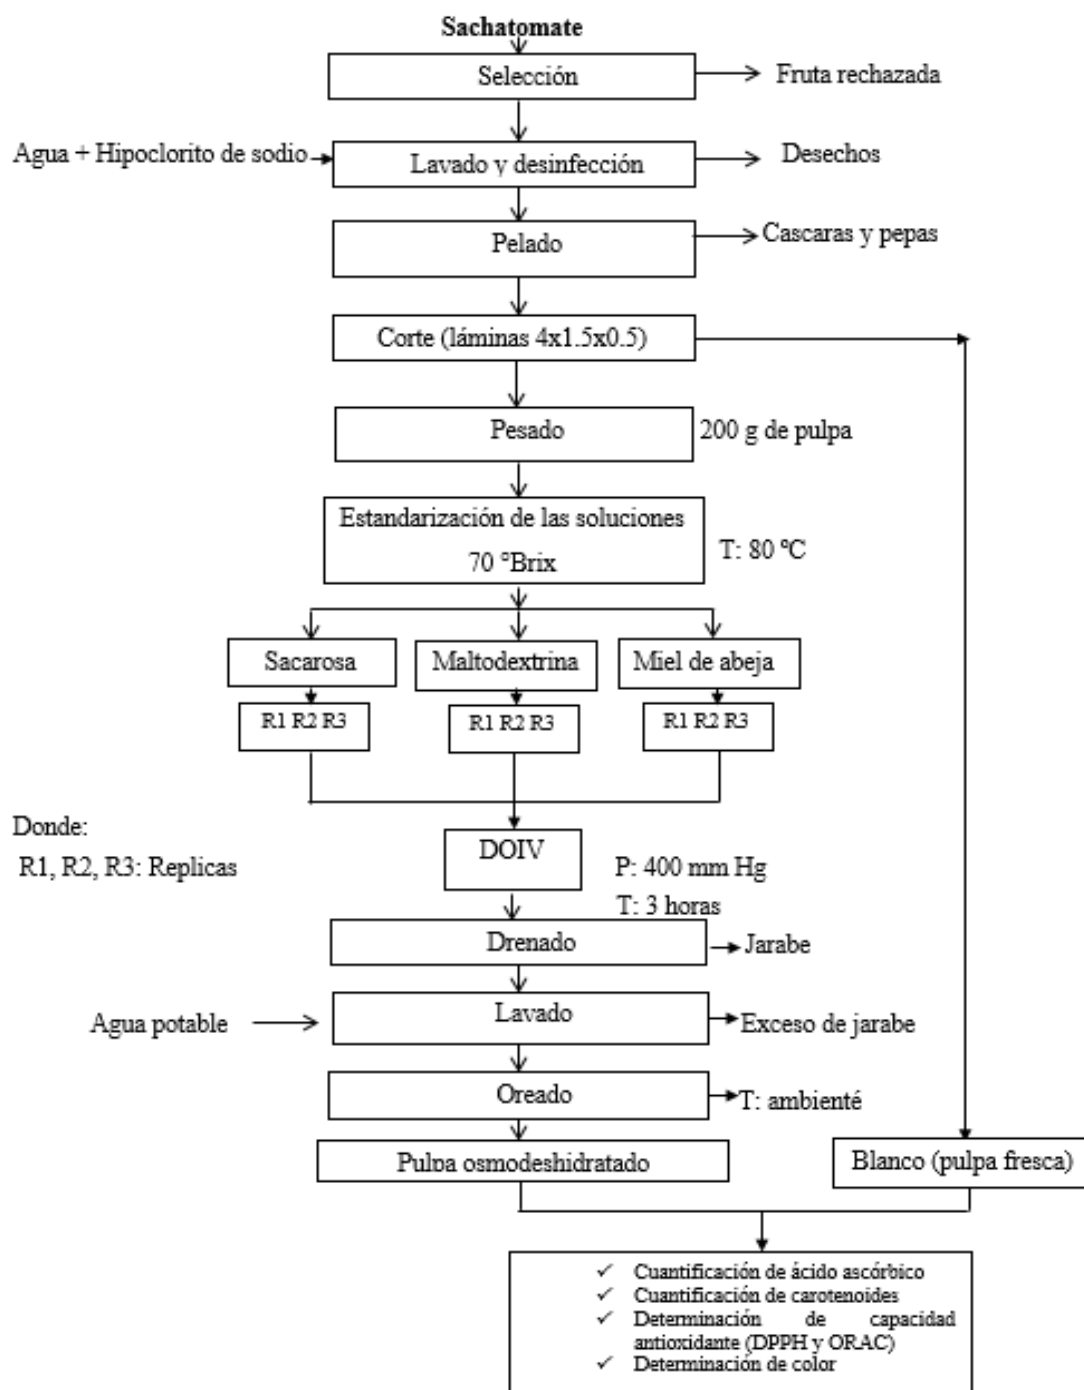 Sachatomate
Selección
Fruta rechazada
Agua + Hipoclorito de sodio
Lavado y desinfección
Desechos
Pelado
Cascaras y pepas
Corte (láminas 4x1.5x0.5)
Pesado
200 g de pulpa
Estandarización de las soluciones
70 °Brix
T: 80 °C
Sacarosa
Maltodextrina
Miel de abeja
R1 R2 R3
R1 R2 R3
R1 R2 R3
Donde:
R1, R2, R3: Replicas
DOIV
P: 400 mm Hg
T: 3 horas
Drenado
Jarabe
Agua potable
Lavado
Exceso de jarabe
Oreado
T: ambienté
Pulpa osmodeshidratado
Blanco (pulpa fresca)
✓ Cuantificación de ácido ascórbico
✓ Cuantificación de carotenoides
✓ Determinación de capacidad
antioxidante (DPPH y ORAC)
✓ Determinación de color